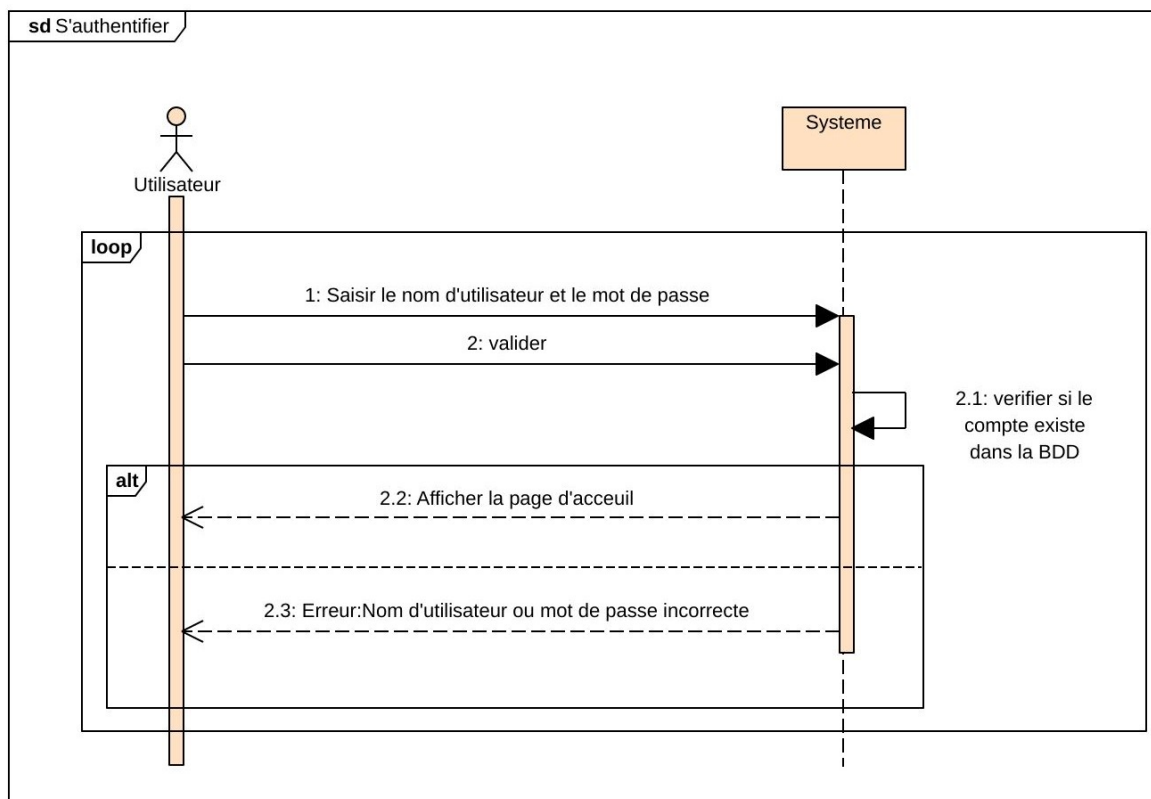 sd S'authentifier
Systeme
Utilisateur
loop
1: Saisir le nom d'utilisateur et le mot de passe
2: valider
2.1: verifier si le
compte existe
dans la BDD
alt
2.2: Afficher la page d'acceuil
2.3: Erreur:Nom d'utilisateur ou mot de passe incorrecte